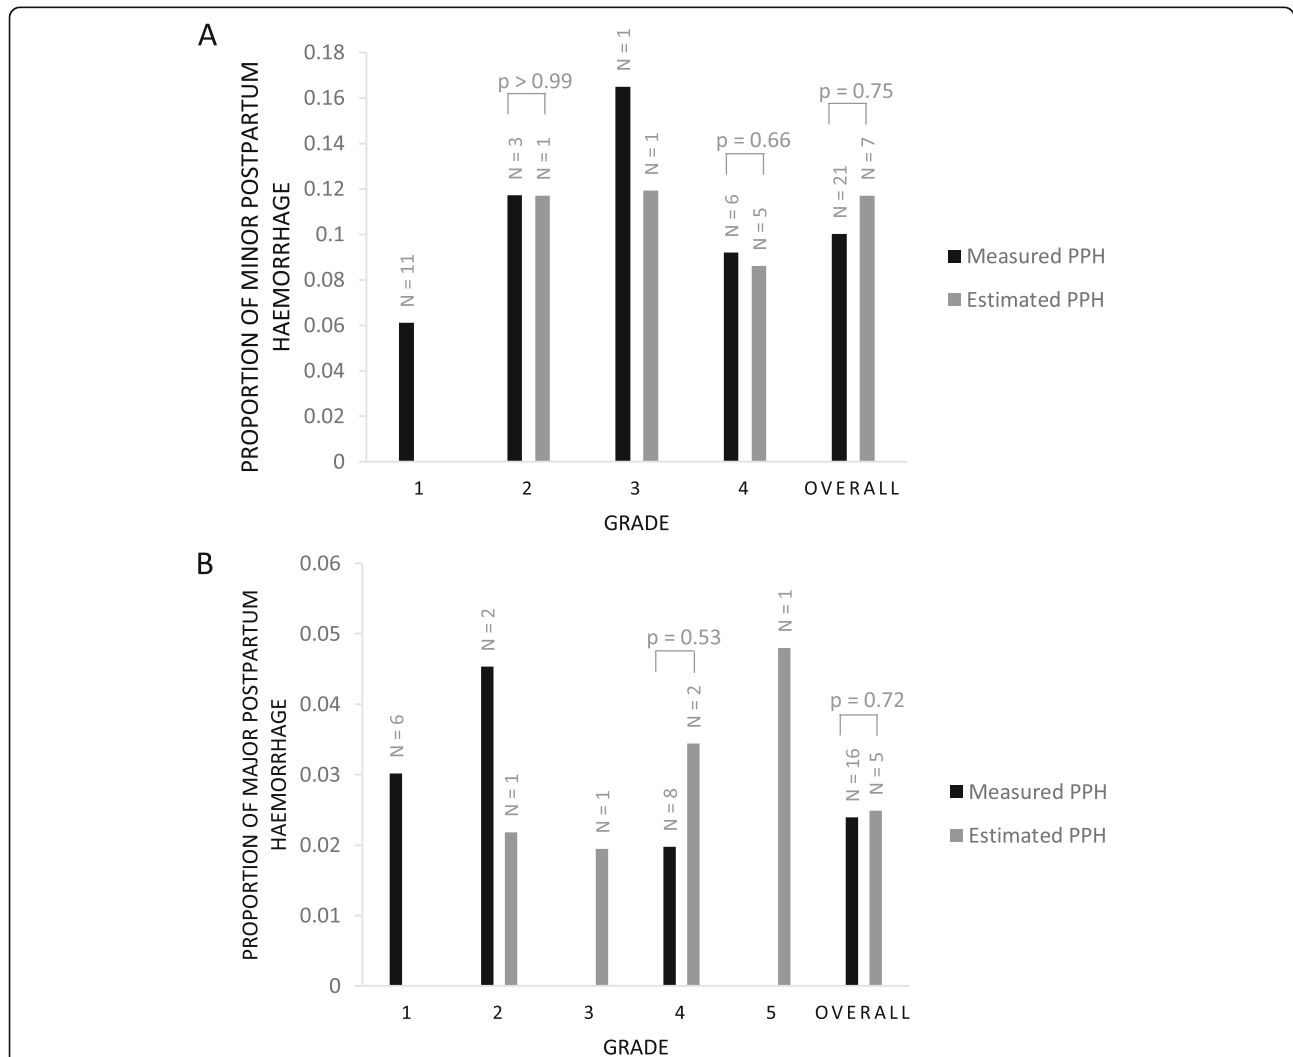 A
PROPORTION OF MINOR POSTPARTUM
HAEMORRHAGE
0.18
0.16
0.14
0.12
0.1
0.08
0.06
0.04
0.02
0
N = 11
p > 0.99
N = 3
N = 1
N = 1
N = 1
p = 0.66
N = 6
N = 5
p = 0.75
N = 21
N = 7
1
2
3
4
OVERALL
GRADE
Measured PPH
Estimated PPH
B
PROPORTION OF MAJOR POSTPARTUM
HAEMORRHAGE
0.06
0.05
0.04
0.03
0.02
0.01
0
N = 6
N = 2
N = 1
N = 1
p = 0.53
N = 8
N = 2
N = 1
p = 0.72
N = 16
N = 5
1
2
3
4
5
OVERALL
GRADE
Measured PPH
Estimated PPH